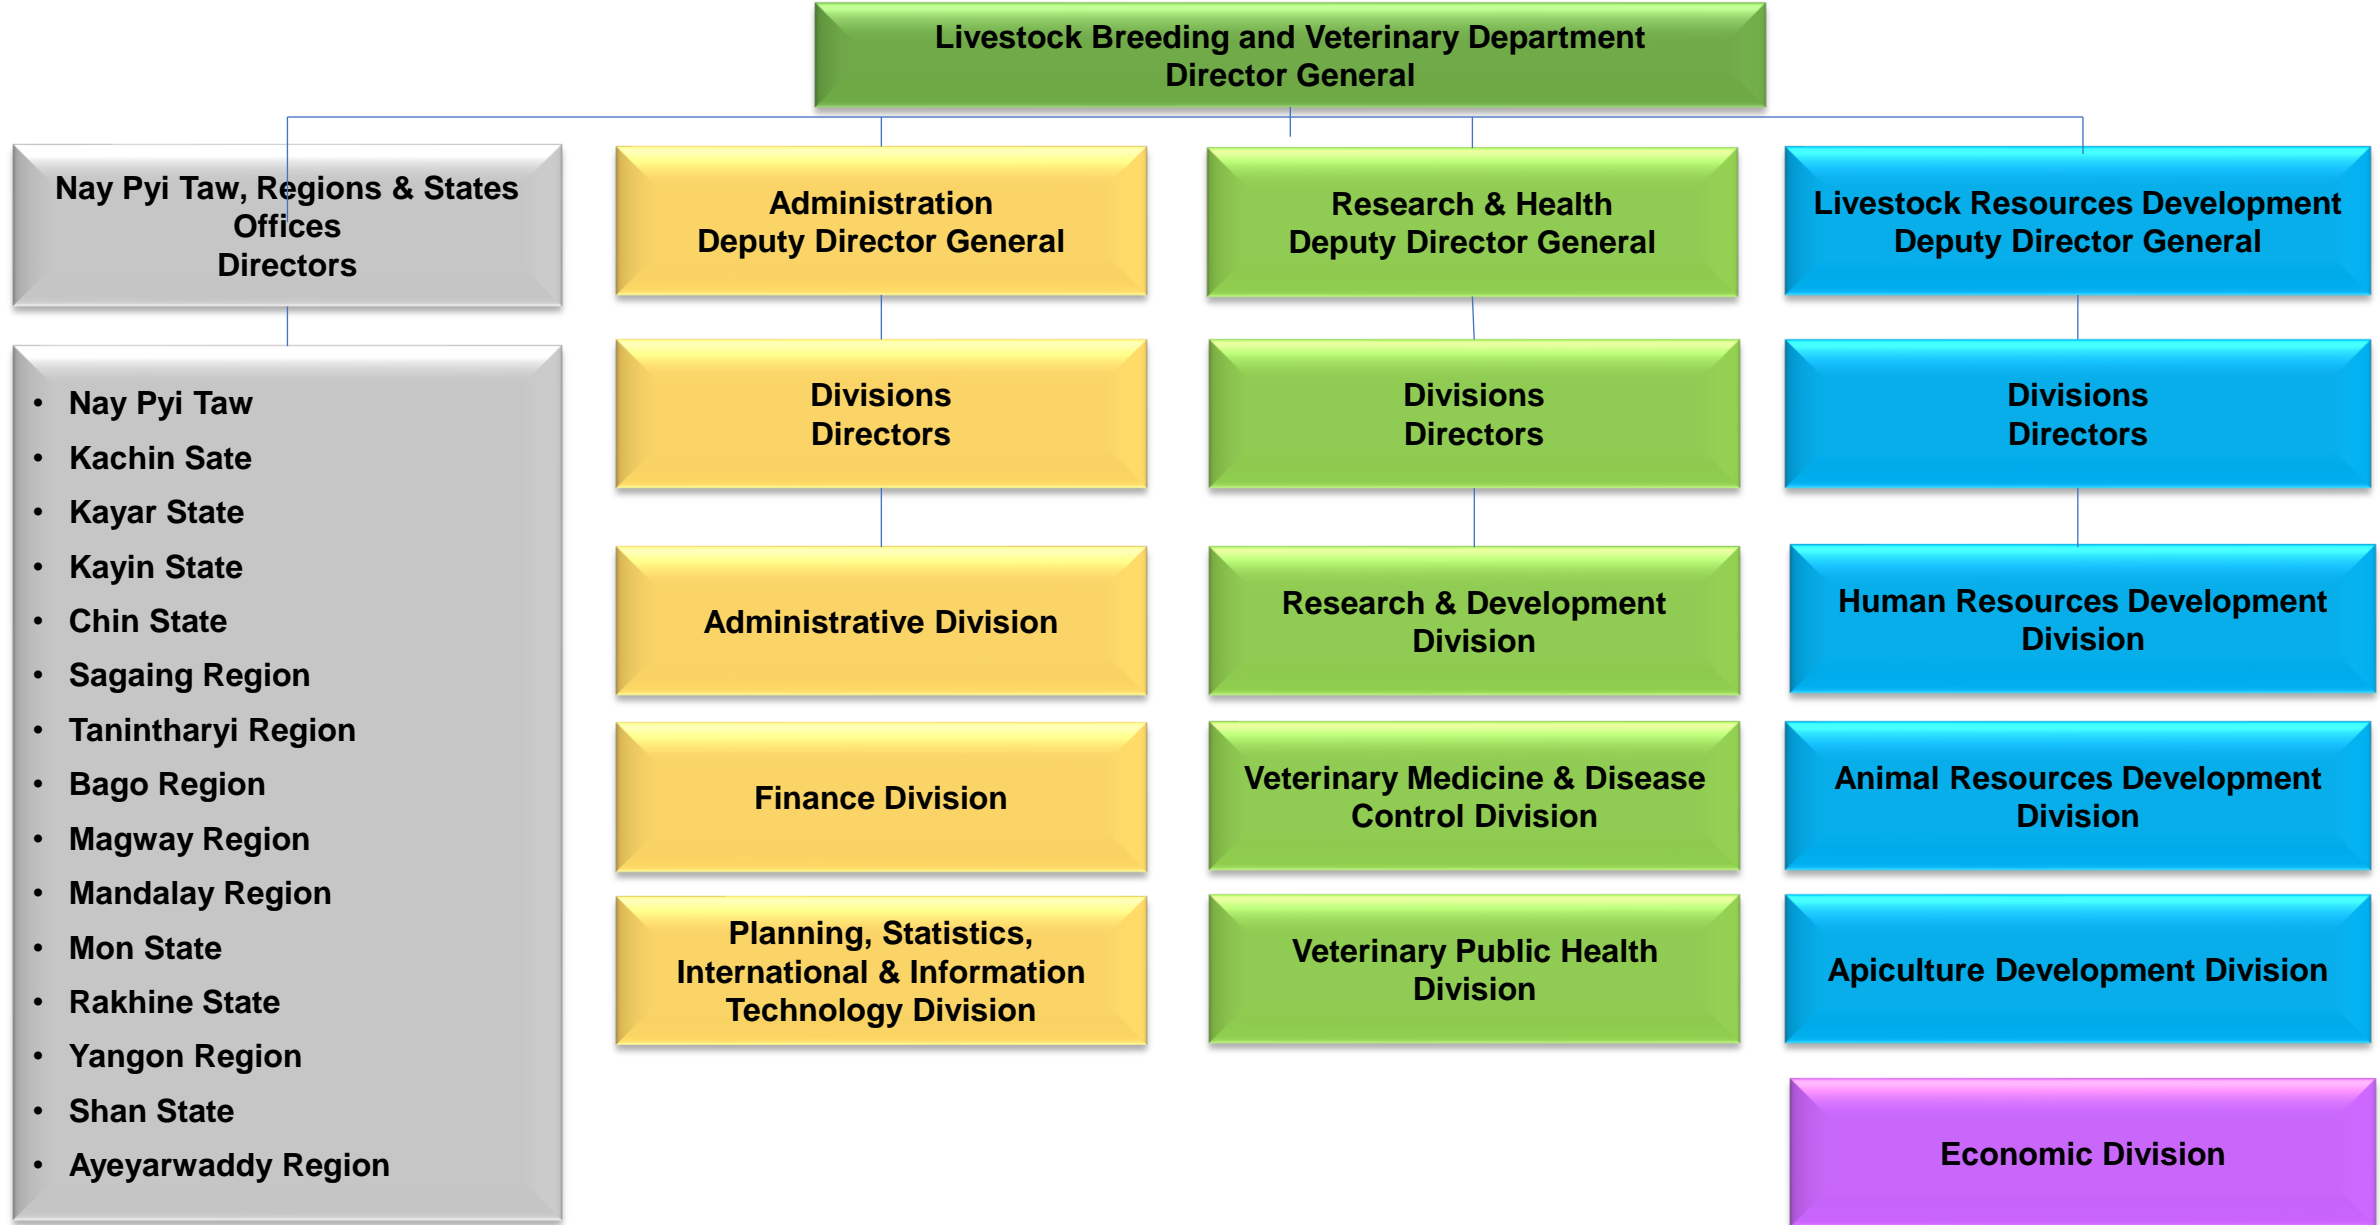 Livestock Breeding and Veterinary Department
Director General
Nay Pyi Taw, Regions & States
Offices
Directors
Administration
Deputy Director General
Research & Health
Deputy Director General
Livestock Resources Development
Deputy Director General
• Nay Pyi Taw
• Kachin Sate
• Kayar State
• Kayin State
• Chin State
• Sagaing Region
• Tanintharyi Region
• Bago Region
• Magway Region
• Mandalay Region
• Mon State
• Rakhine State
• Yangon Region
• Shan State
• Ayeyarwaddy Region
Divisions
Directors
Divisions
Directors
Divisions
Directors
Administrative Division
Research & Development
Division
Human Resources Development
Division
Finance Division
Veterinary Medicine & Disease
Control Division
Animal Resources Development
Division
Planning, Statistics,
International & Information
Technology Division
Veterinary Public Health
Division
Apiculture Development Division
Economic Division